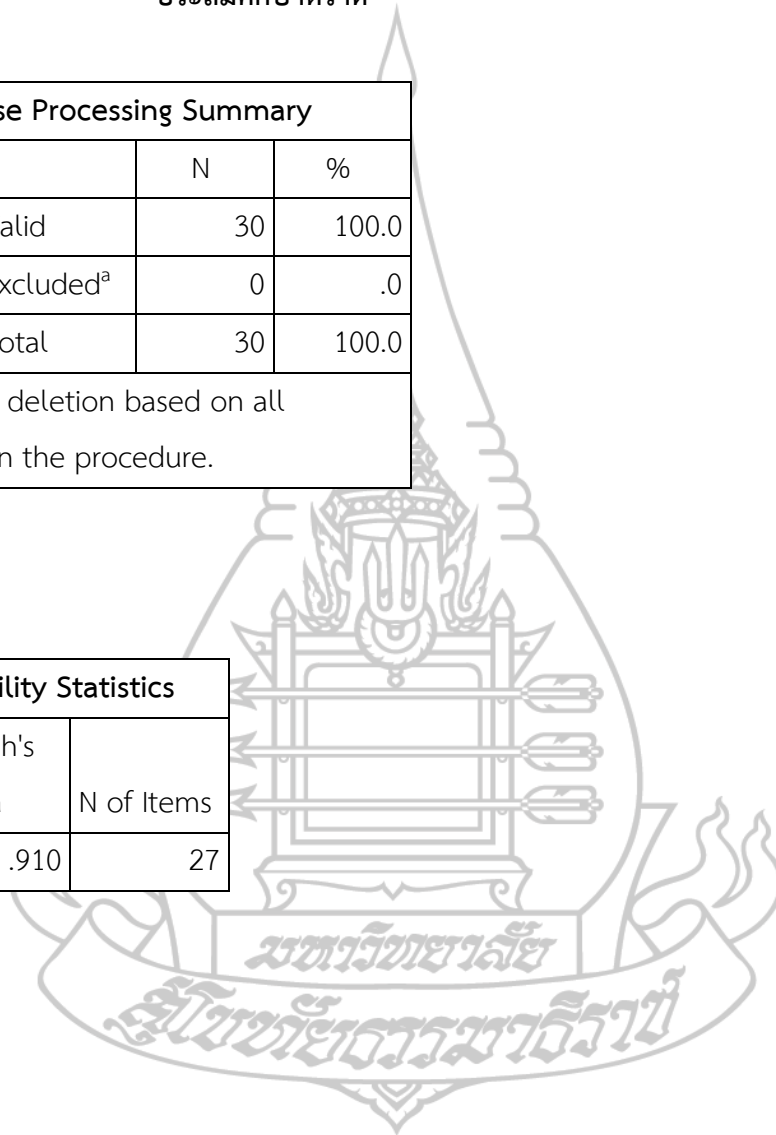 se Processing Summary
N %
alid 30 100.0
xcluded^a 0 .0
otal 30 100.0
deletion based on all
n the procedure.
ility Statistics
h's
N of Items
.910 27
มหาวิทยาลัย
สุโขทัยธรรมาธิราช